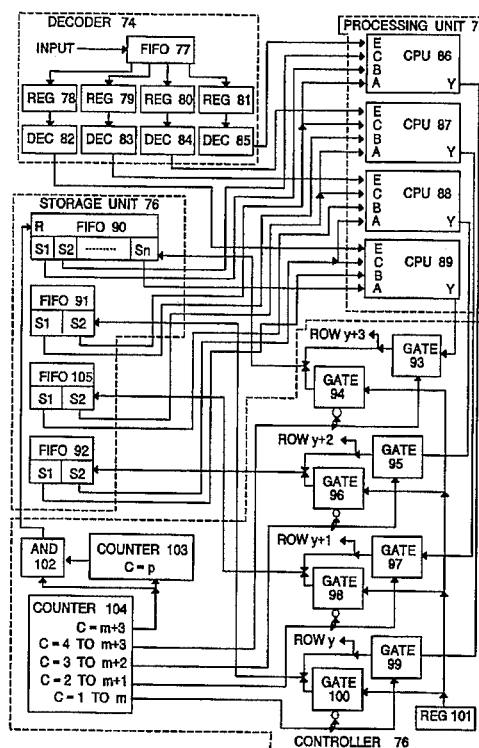 DECODER 74
INPUT
FIFO 77
REG 78
REG 79
REG 80
REG 81
DEC 82
DEC 83
DEC 84
DEC 85
PROCESSING UNIT 7
E
C
B
A
CPU 86
Y
E
C
B
A
CPU 87
Y
E
C
B
A
CPU 88
Y
E
C
B
A
CPU 89
Y
STORAGE UNIT 76
R
FIFO 90
S1
S2
--------
Sn
FIFO 91
S1
S2
FIFO 105
S1
S2
FIFO 92
S1
S2
ROW y+3
GATE
93
GATE
94
ROW y+2
GATE
95
GATE
96
ROW y+1
GATE
97
GATE
98
ROW y
GATE
99
GATE
100
REG 101
AND
102
COUNTER 103
C = p
COUNTER 104
C = m+3
C = 4 TO m+3
C = 3 TO m+2
C = 2 TO m+1
C = 1 TO m
CONTROLLER 76